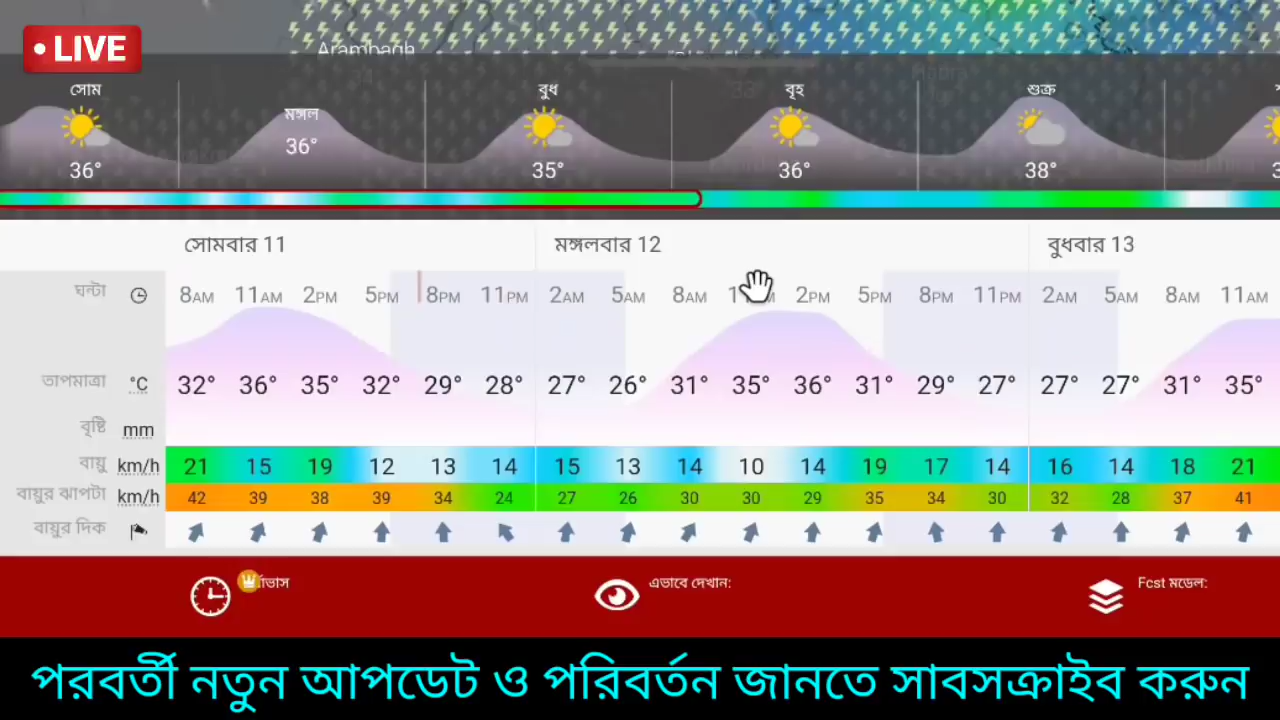 LIVE
Arambagh
সোম মঙ্গল বুধ বৃহ শুক্র
36° 36° 35° 36° 38°
সোমবার 11 মঙ্গলবার 12 বুধবার 13
ঘন্টা 8AM 11AM 2PM 5PM 8PM 11PM 2AM 5AM 8AM 2PM 5PM 8PM 11PM 2AM 5AM 8AM 11AM
তাপমাত্রা °C 32° 36° 35° 32° 29° 28° 27° 26° 31° 35° 36° 31° 29° 27° 27° 27° 31° 35°
বৃষ্টি mm
বায়ু km/h 21 15 19 12 13 14 15 13 14 10 14 19 17 14 16 14 18 21
বায়ুর ঝাপটা km/h 42 39 38 39 34 24 27 26 30 30 29 35 34 30 32 28 37 41
বায়ুর দিক
এভাবে দেখান: Fcst মডেল:
পরবর্তী নতুন আপডেট ও পরিবর্তন জানতে সাবসক্রাইব করুন